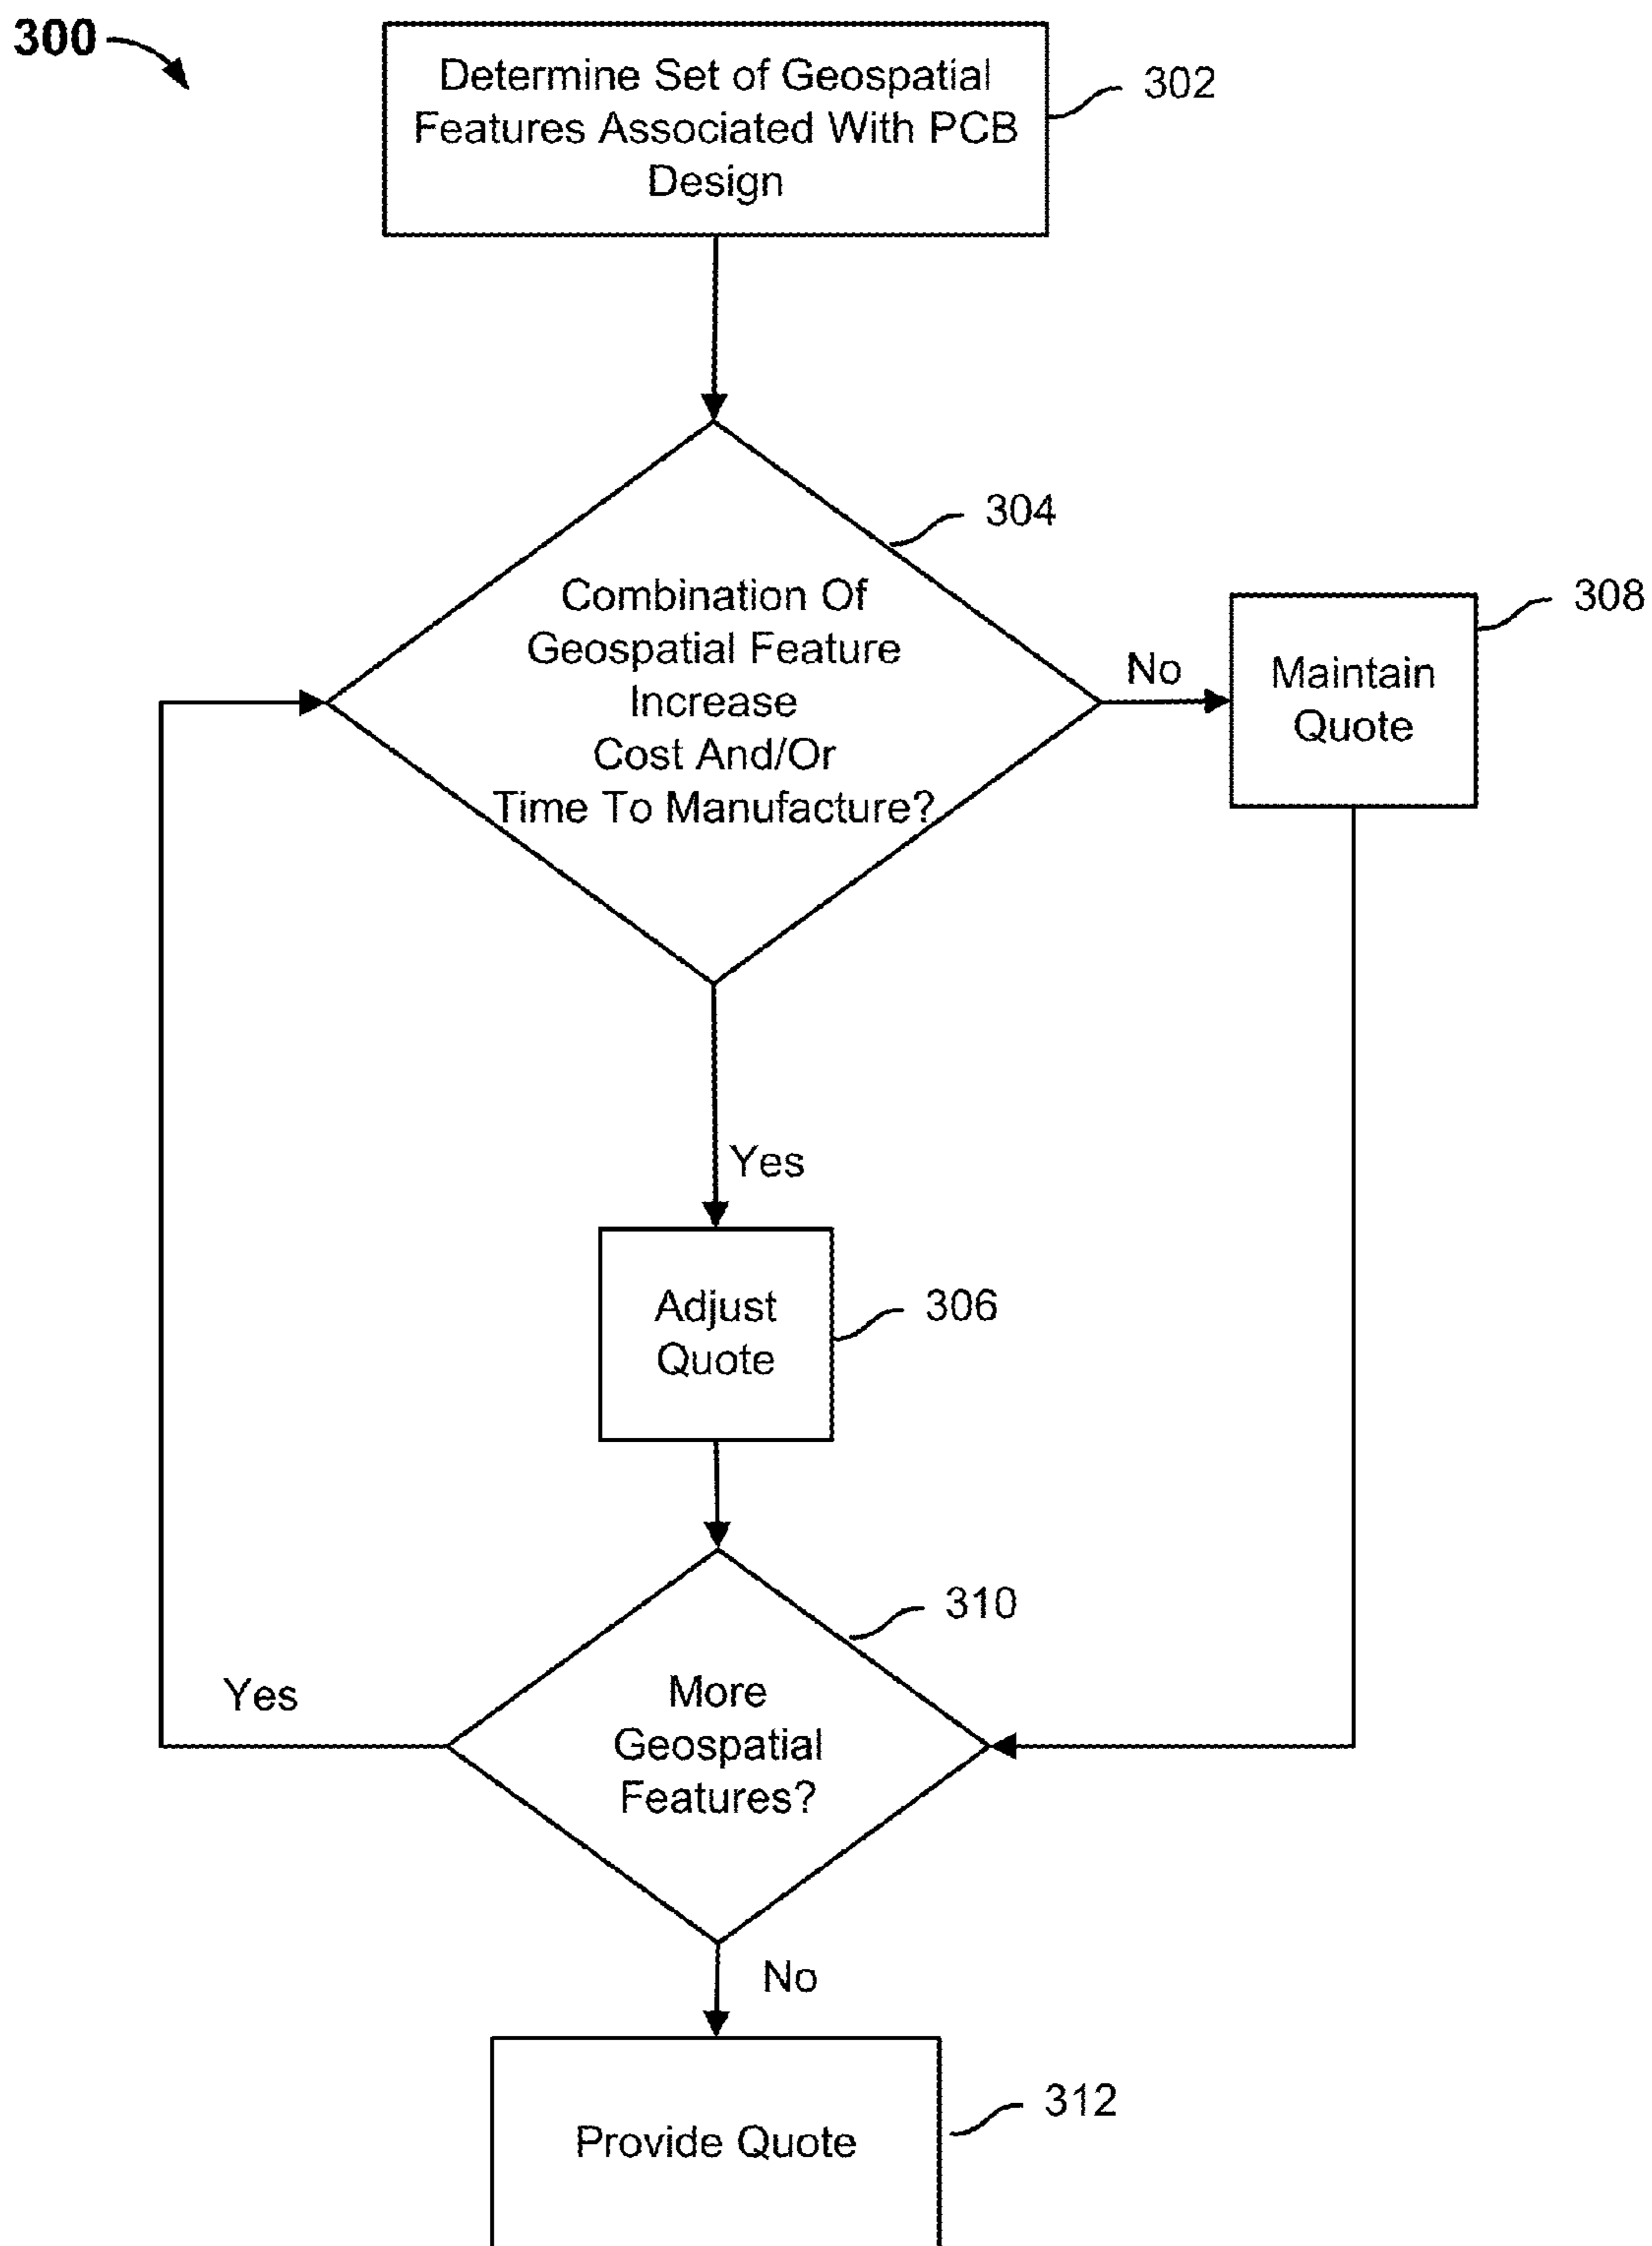 300
Determine Set of Geospatial
Features Associated With PCB
Design
302
304
Combination Of
Geospatial Feature
Increase
Cost And/Or
Time To Manufacture?
No
308
Maintain
Quote
Yes
Adjust
Quote
306
310
More
Geospatial
Features?
Yes
No
312
Provide Quote